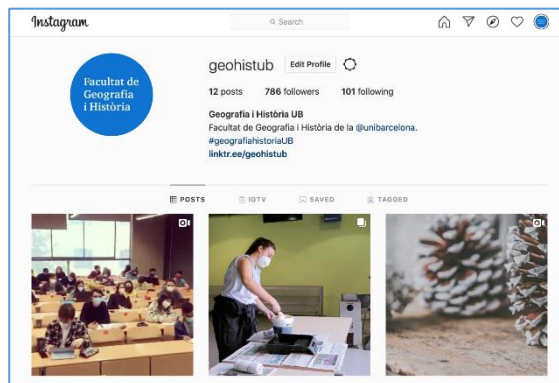 Instagram
Search
Facultat de
Geografia
i Història
geohistub Edit Profile
12 posts 786 followers 101 following
Geografia i Història UB
Facultat de Geografia i Història de la @unibarcelona.
#geografiahistoriaUB
linktr.ee/geohistub
POSTS IGTV SAVED TAGGED